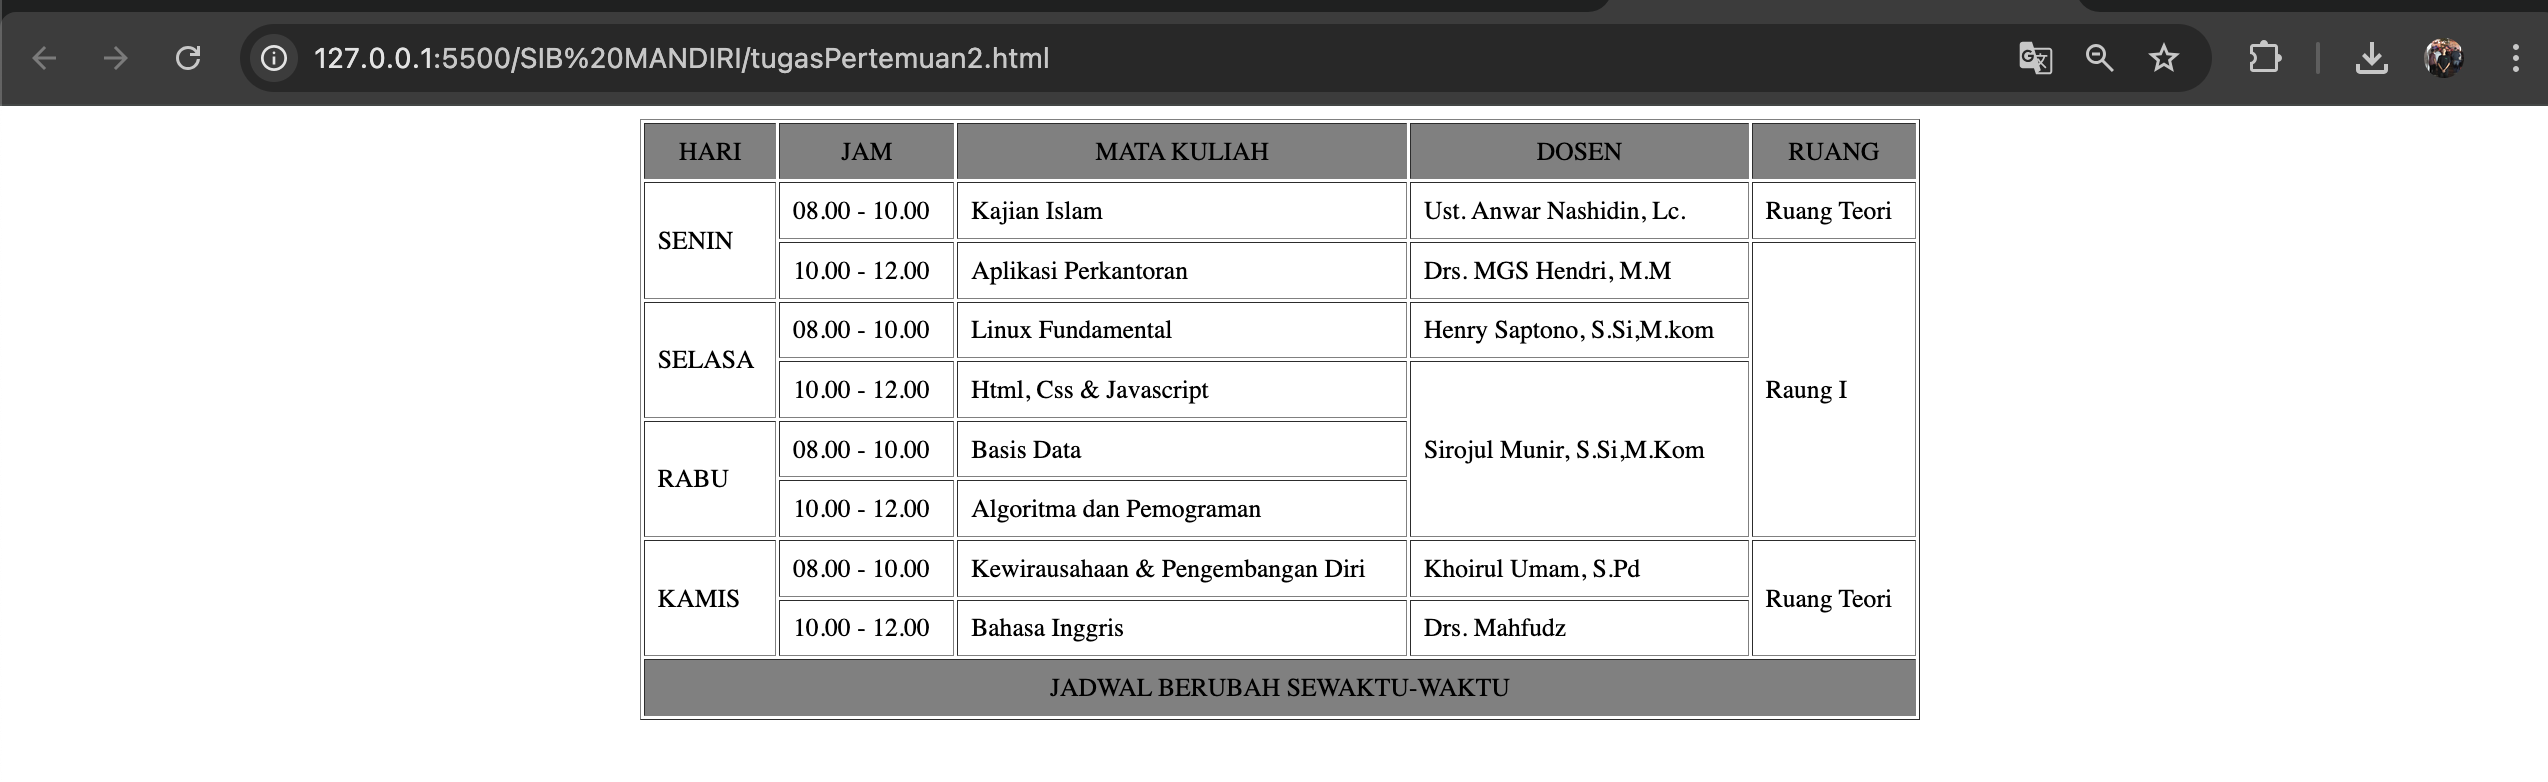 127.0.0.1:5500/SIB%20MANDIRI/tugasPertemuan2.html
HARI JAM MATA KULIAH DOSEN RUANG
SENIN 08.00 - 10.00 Kajian Islam Ust. Anwar Nashidin, Lc. Ruang Teori
10.00 - 12.00 Aplikasi Perkantoran Drs. MGS Hendri, M.M Raung I
SELASA 08.00 - 10.00 Linux Fundamental Henry Saptono, S.Si,M.kom
10.00 - 12.00 Html, Css & Javascript Sirojul Munir, S.Si,M.Kom
RABU 08.00 - 10.00 Basis Data
10.00 - 12.00 Algoritma dan Pemograman
KAMIS 08.00 - 10.00 Kewirausahaan & Pengembangan Diri Khoirul Umam, S.Pd Ruang Teori
10.00 - 12.00 Bahasa Inggris Drs. Mahfudz
JADWAL BERUBAH SEWAKTU-WAKTU